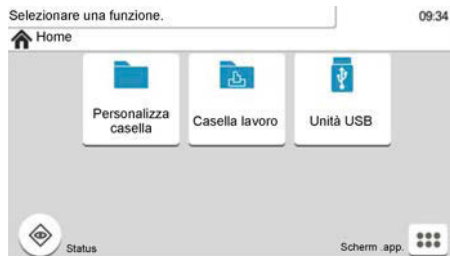 Selezionare una funzione.
09:34
Home
Personalizza
casella
Casella lavoro
Unità USB
Status
Scherm .app.